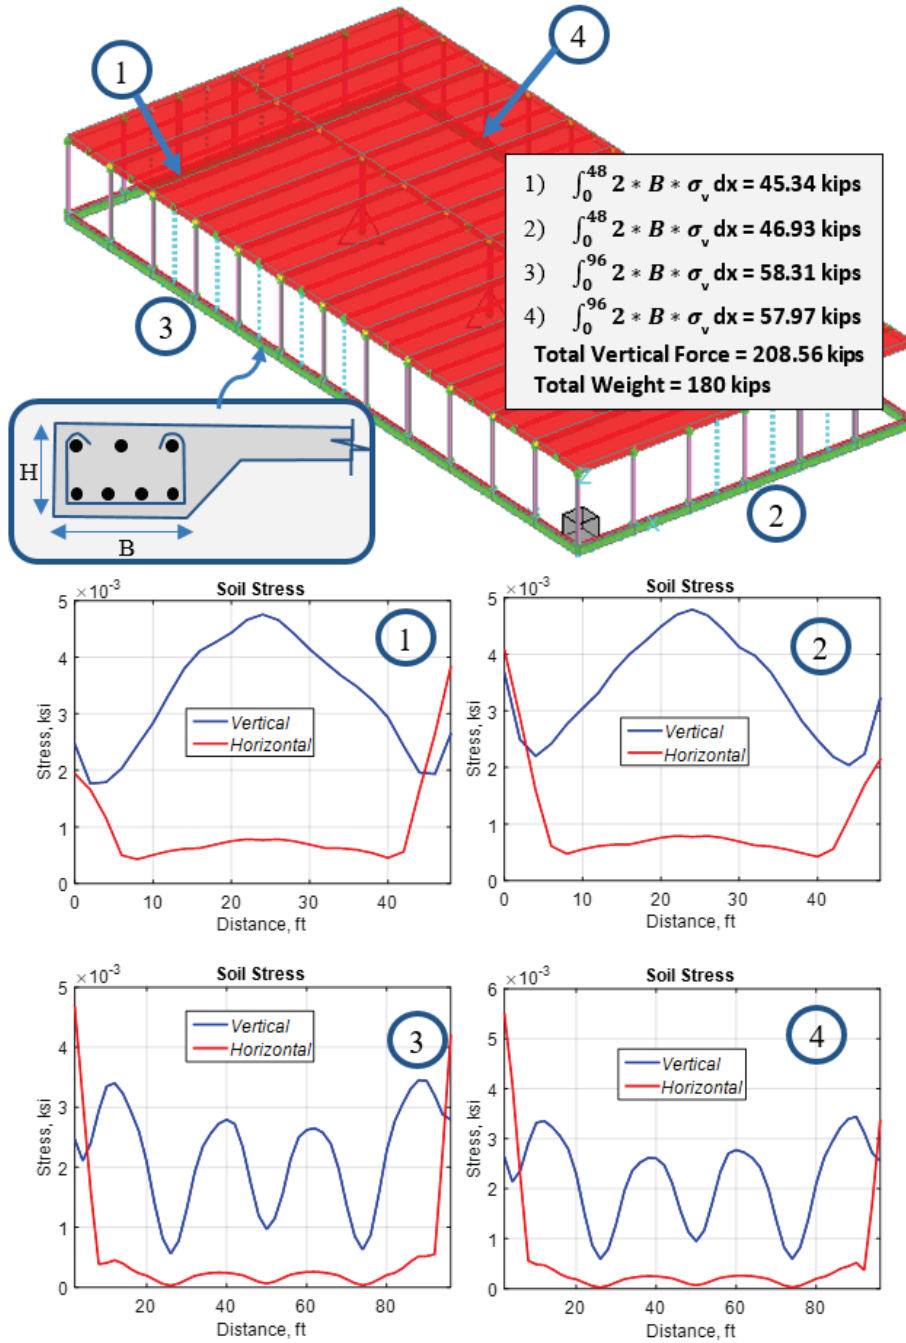 1
4
1) ∫₀⁴⁸ 2 * B * σᵥ dx = 45.34 kips
2) ∫₀⁴⁸ 2 * B * σᵥ dx = 46.93 kips
3) ∫₀⁹⁶ 2 * B * σᵥ dx = 58.31 kips
4) ∫₀⁹⁶ 2 * B * σᵥ dx = 57.97 kips
Total Vertical Force = 208.56 kips
Total Weight = 180 kips
3
H
B
Z
X
2
×10⁻³ Soil Stress
5
4
3
2
1
0
Stress, ksi
1
Vertical
Horizontal
0 10 20 30 40
Distance, ft
×10⁻³ Soil Stress
5
4
3
2
1
0
Stress, ksi
2
Vertical
Horizontal
0 10 20 30 40
Distance, ft
×10⁻³ Soil Stress
5
4
3
2
1
0
Stress, ksi
Vertical
Horizontal
3
20 40 60 80
Distance, ft
×10⁻³ Soil Stress
6
5
4
3
2
1
0
Stress, ksi
Vertical
Horizontal
4
20 40 60 80
Distance, ft